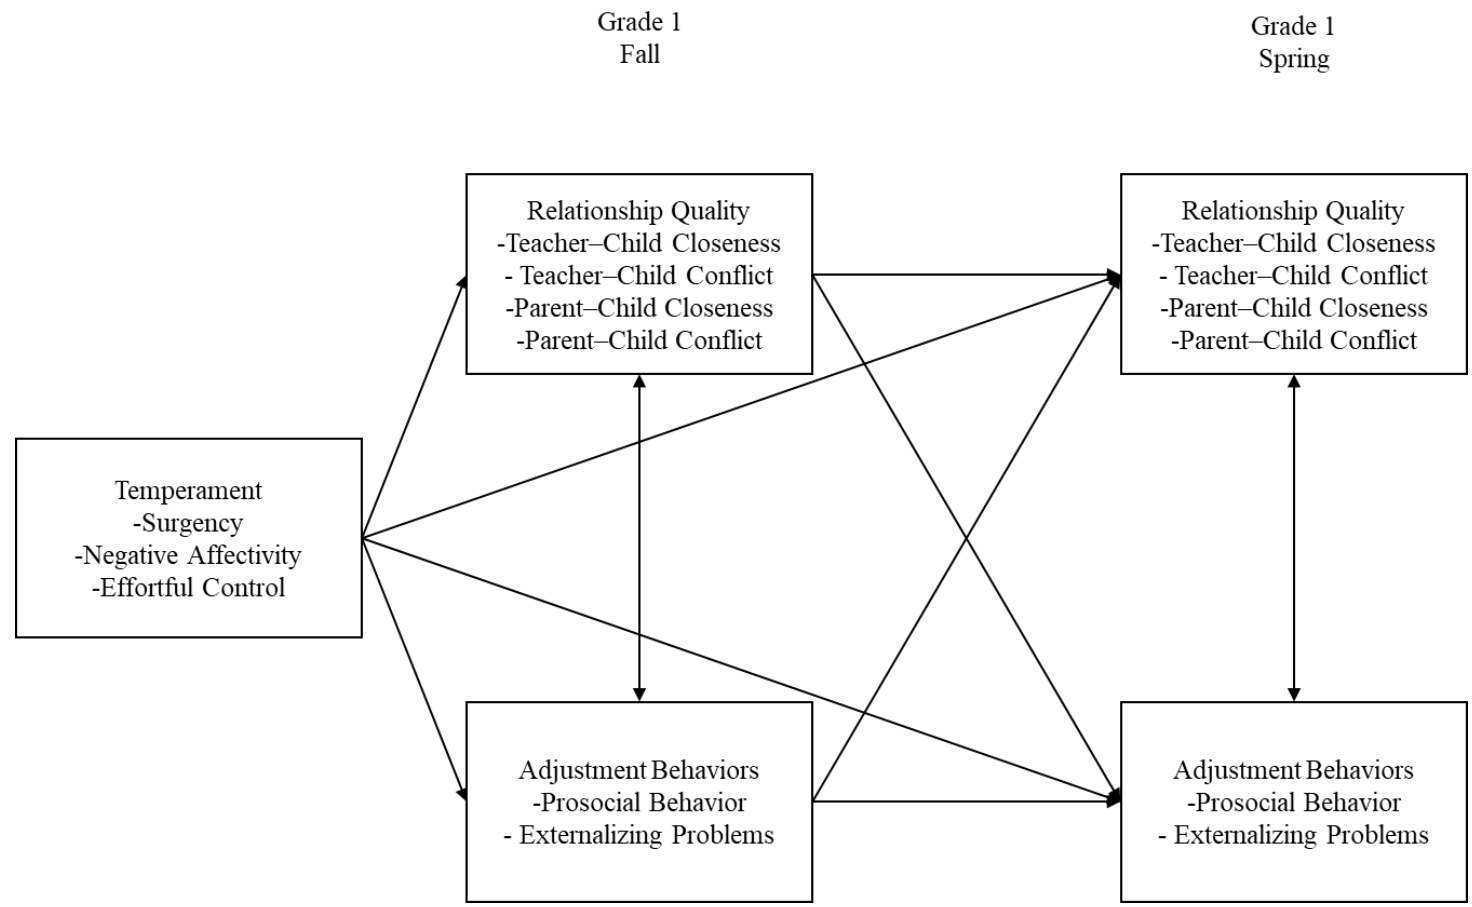 Grade 1
Fall
Grade 1
Spring
Relationship Quality
-Teacher–Child Closeness
- Teacher–Child Conflict
-Parent–Child Closeness
-Parent–Child Conflict
Relationship Quality
-Teacher–Child Closeness
- Teacher–Child Conflict
-Parent–Child Closeness
-Parent–Child Conflict
Temperament
-Surgency
-Negative Affectivity
-Effortful Control
Adjustment Behaviors
-Prosocial Behavior
- Externalizing Problems
Adjustment Behaviors
-Prosocial Behavior
- Externalizing Problems